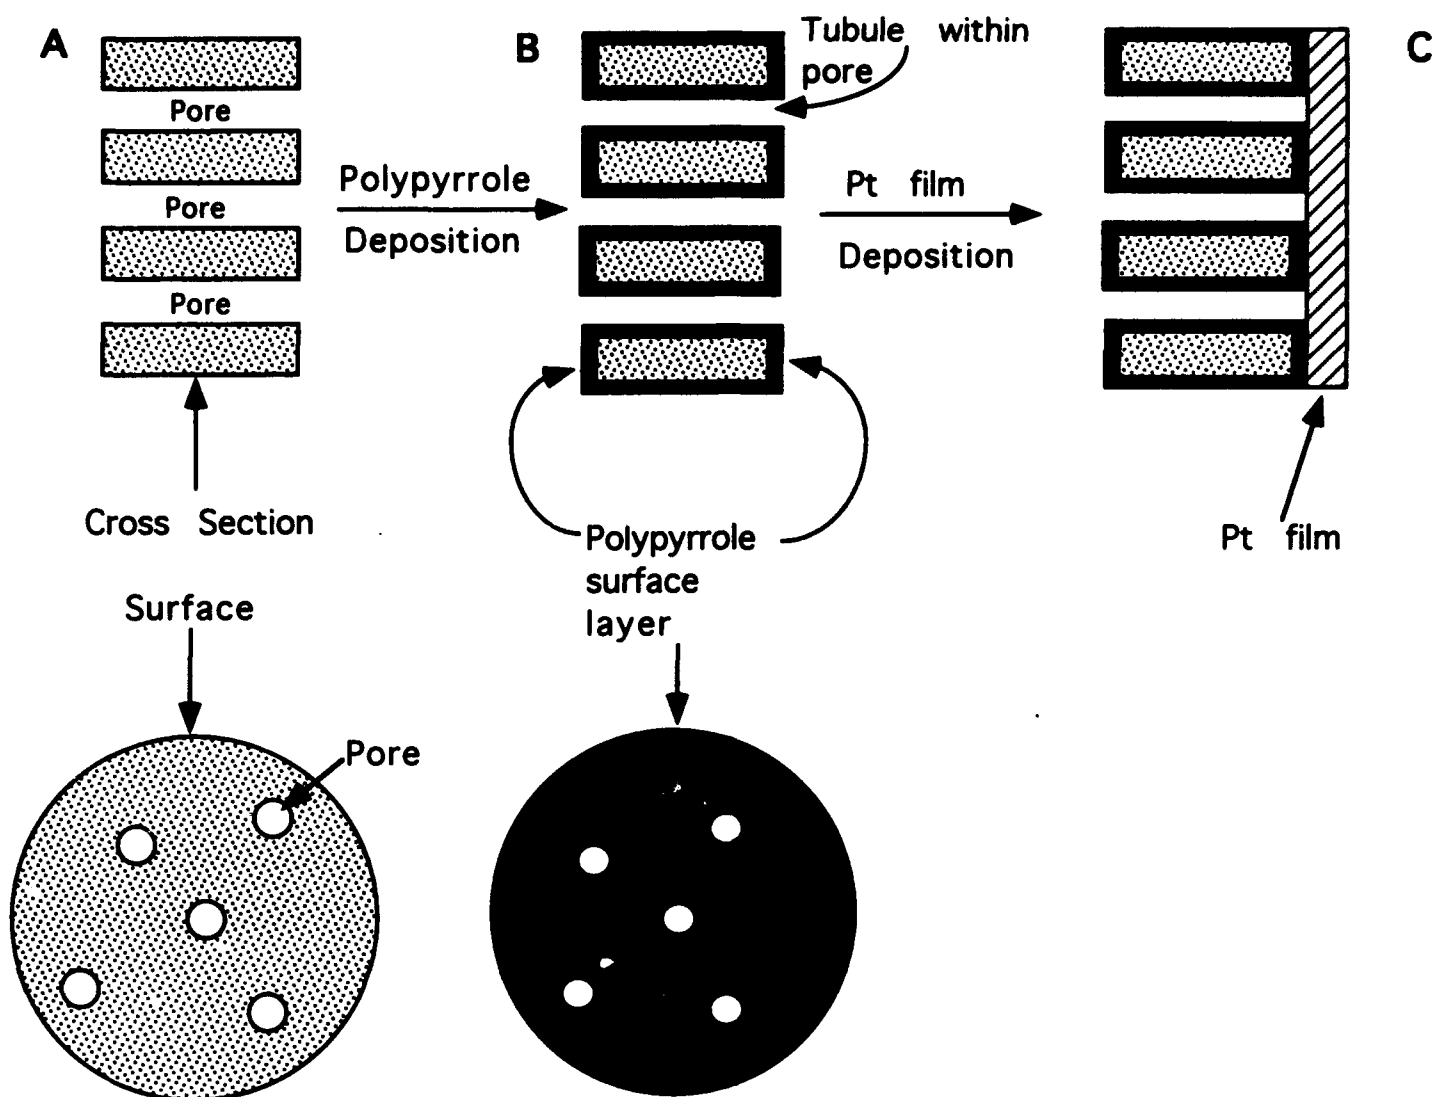 A
Pore
Pore
Pore
Cross Section
Surface
Pore
Polypyrrole
Deposition
B
Tubule within
pore
Polypyrrole
surface
layer
Pt film
Deposition
C
Pt film